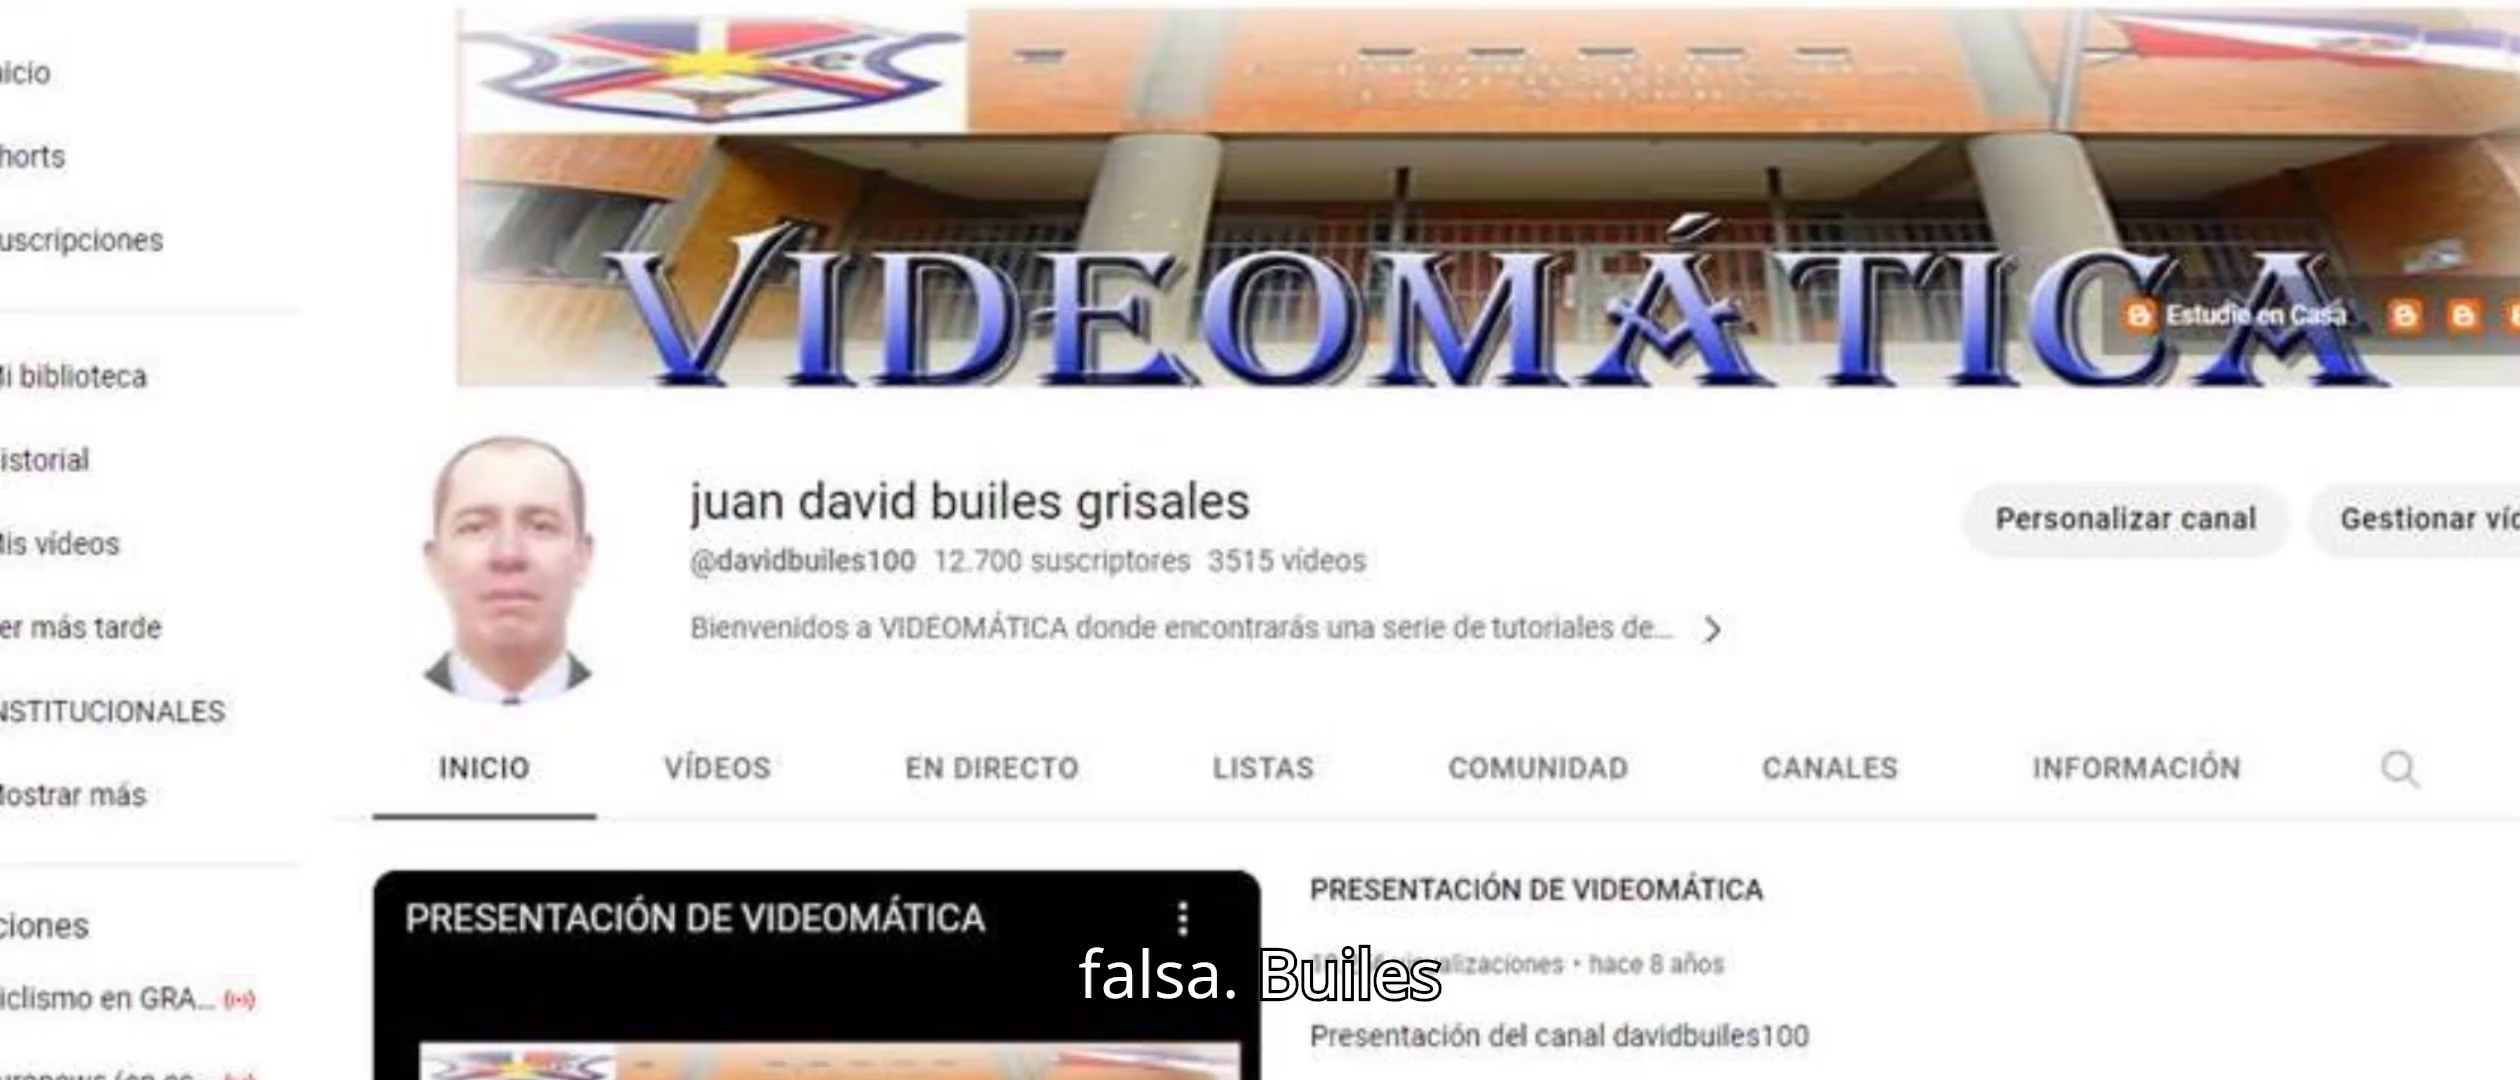 icio
horts
uscripciones
i biblioteca
istorial
is vídeos
er más tarde
NSTITUCIONALES
ostrar más
ciones
iclismo en GRA...
VIDEOMÁTICA
Estudie en Casa
juan david builes grisales
@davidbuiles100 12.700 suscriptores 3515 vídeos
Bienvenidos a VIDEOMÁTICA donde encontrarás una serie de tutoriales de...
Personalizar canal
Gestionar víd
INICIO VÍDEOS EN DIRECTO LISTAS COMUNIDAD CANALES INFORMACIÓN
PRESENTACIÓN DE VIDEOMÁTICA
PRESENTACIÓN DE VIDEOMÁTICA
hace 8 años
falsa. Builes
Presentación del canal davidbuiles100